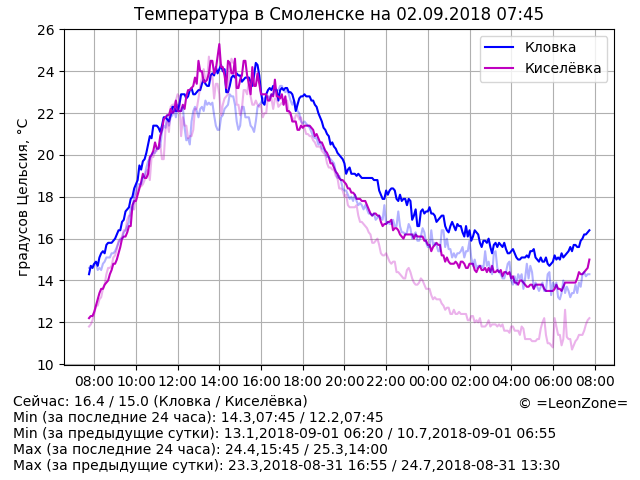 Температура в Смоленске на 02.09.2018 07:45
градусов Цельсия, °C
26
24
22
20
18
16
14
12
10
Кловка
Киселёвка
08:00 10:00 12:00 14:00 16:00 18:00 20:00 22:00 00:00 02:00 04:00 06:00 08:00
Сейчас: 16.4 / 15.0 (Кловка / Киселёвка)
© =LeonZone=
Min (за последние 24 часа): 14.3,07:45 / 12.2,07:45
Min (за предыдущие сутки): 13.1,2018-09-01 06:20 / 10.7,2018-09-01 06:55
Max (за последние 24 часа): 24.4,15:45 / 25.3,14:00
Max (за предыдущие сутки): 23.3,2018-08-31 16:55 / 24.7,2018-08-31 13:30